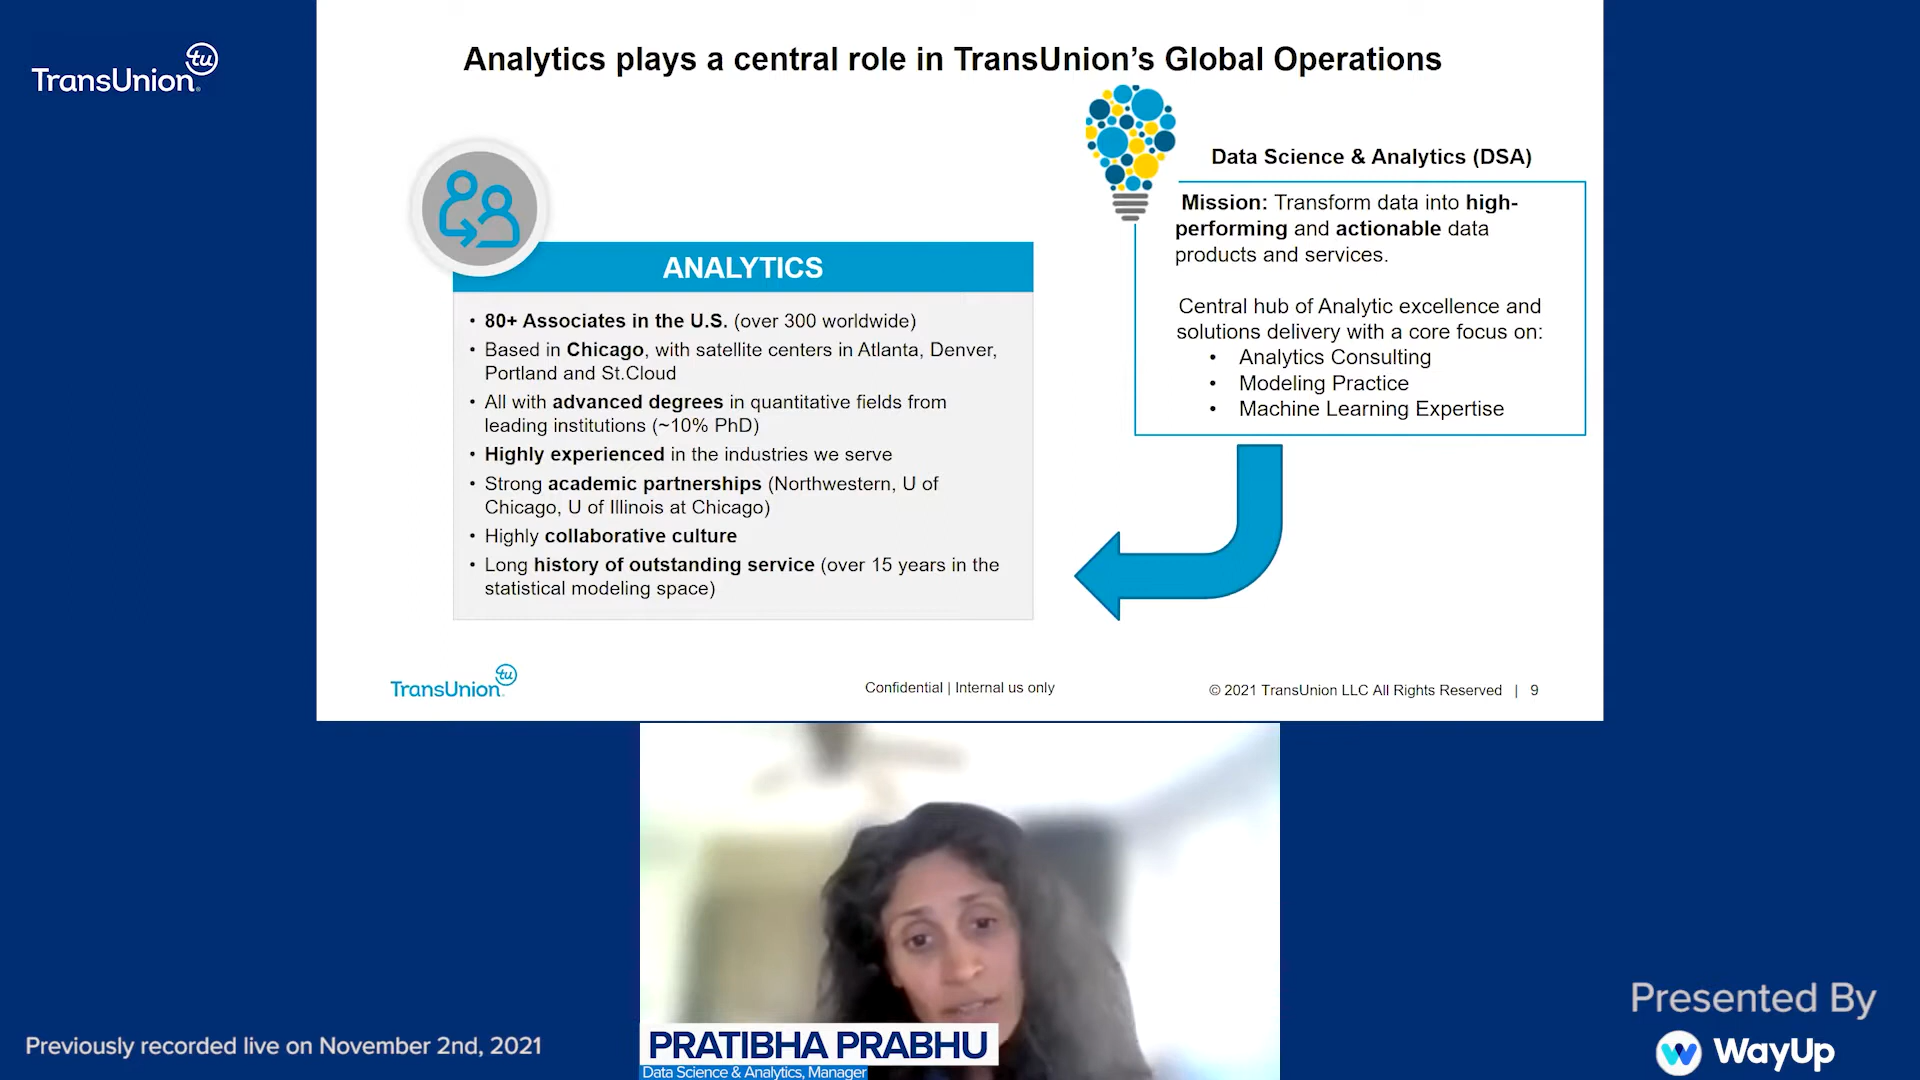 TransUnion
tu
Analytics plays a central role in TransUnion’s Global Operations
ANALYTICS
• 80+ Associates in the U.S. (over 300 worldwide)
• Based in Chicago, with satellite centers in Atlanta, Denver,
Portland and St.Cloud
• All with advanced degrees in quantitative fields from
leading institutions (~10% PhD)
• Highly experienced in the industries we serve
• Strong academic partnerships (Northwestern, U of
Chicago, U of Illinois at Chicago)
• Highly collaborative culture
• Long history of outstanding service (over 15 years in the
statistical modeling space)
Data Science & Analytics (DSA)
Mission: Transform data into high-
performing and actionable data
products and services.
Central hub of Analytic excellence and
solutions delivery with a core focus on:
• Analytics Consulting
• Modeling Practice
• Machine Learning Expertise
TransUnion
tu
Confidential | Internal us only
© 2021 TransUnion LLC All Rights Reserved | 9
PRATIBHA PRABHU
Data Science & Analytics, Manager
Previously recorded live on November 2nd, 2021
Presented By
WayUp